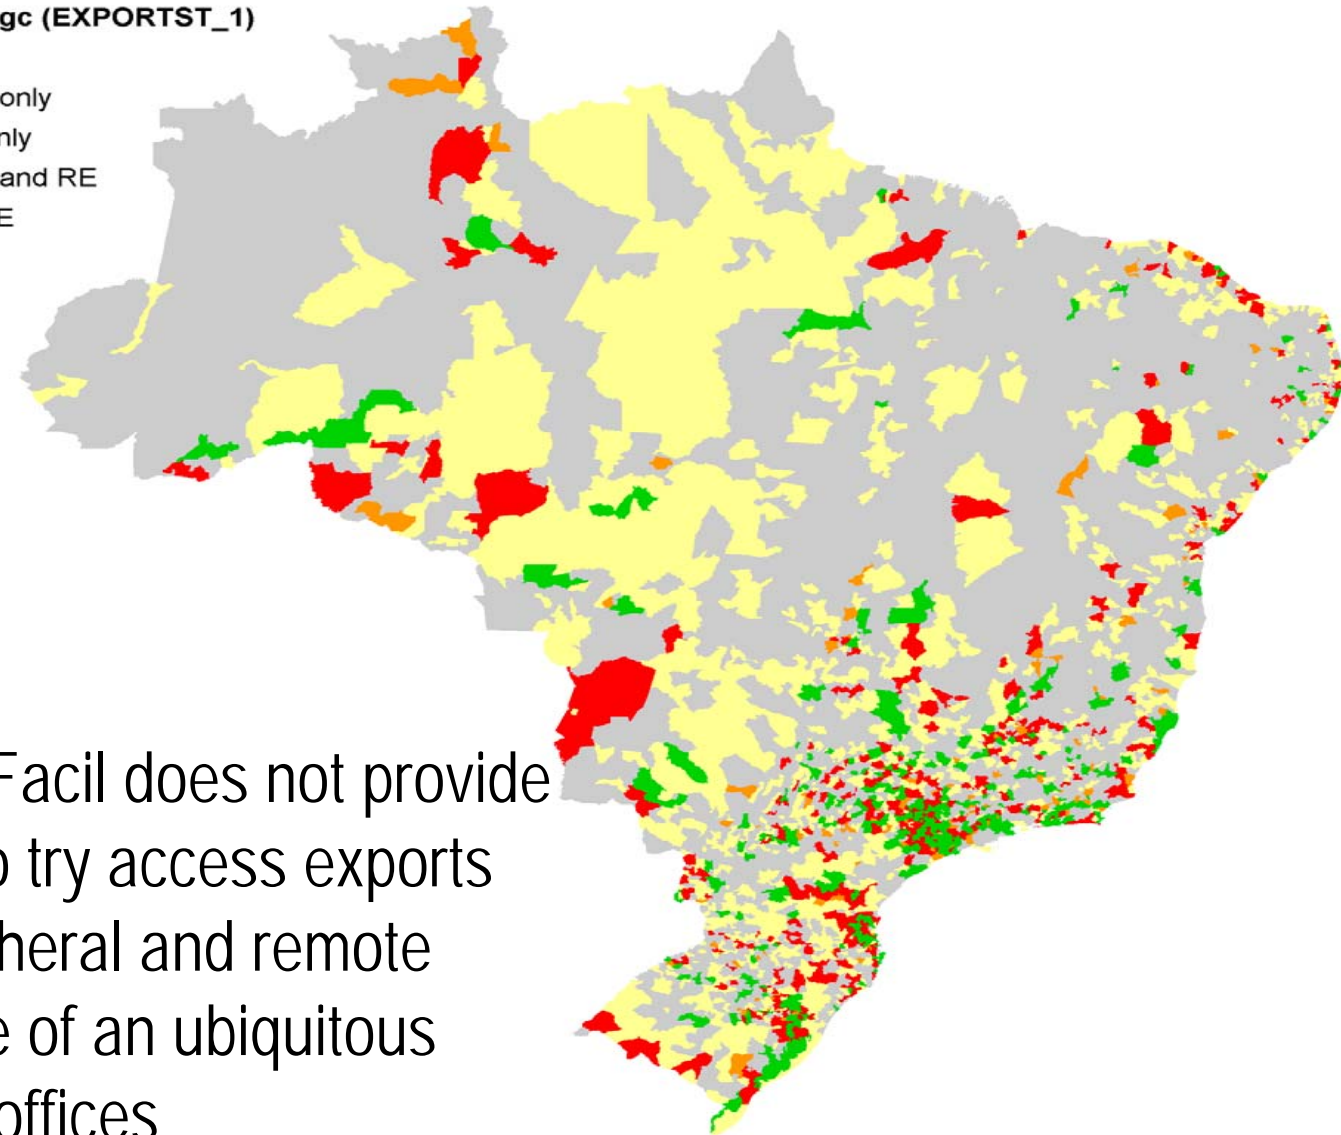 gc (EXPORTST_1)
only
nly
and RE
E
Facil does not provide
o try access exports
heral and remote
e of an ubiquitous
offices